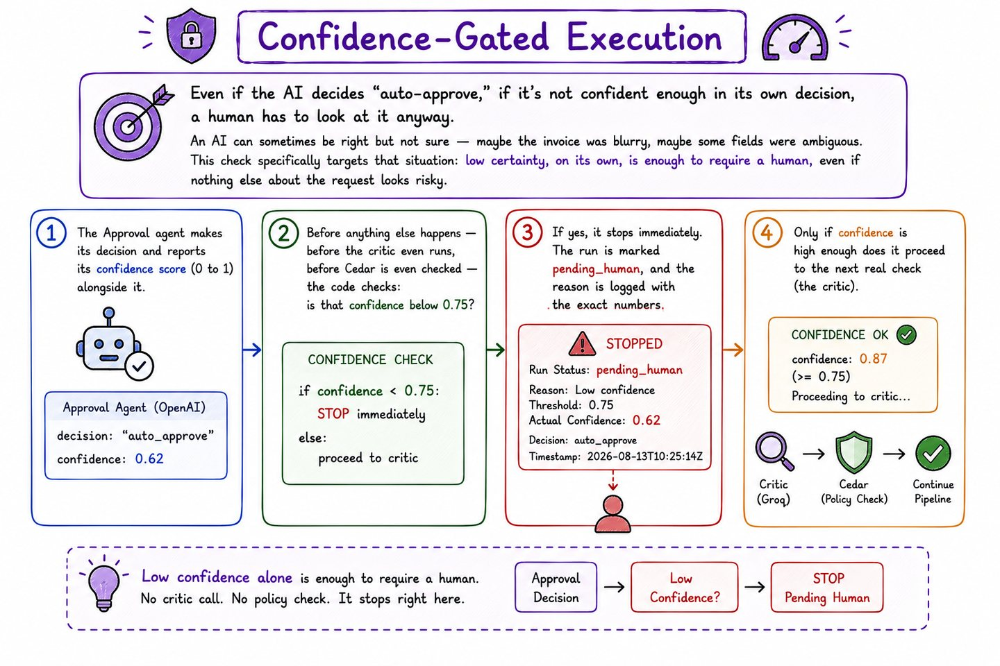 Confidence-Gated Execution
Even if the AI decides “auto-approve,” if it’s not confident enough in its own decision,
a human has to look at it anyway.
An AI can sometimes be right but not sure — maybe the invoice was blurry, maybe some fields were ambiguous.
This check specifically targets that situation: low certainty, on its own, is enough to require a human, even if
nothing else about the request looks risky.
1
The Approval agent makes
its decision and reports
its confidence score (0 to 1)
alongside it.
Approval Agent (OpenAI)
decision: “auto_approve”
confidence: 0.62
2
Before anything else happens —
before the critic even runs,
before Cedar is even checked —
the code checks:
is that confidence below 0.75?
CONFIDENCE CHECK
if confidence < 0.75:
STOP immediately
else:
proceed to critic
3
If yes, it stops immediately.
The run is marked
pending_human, and the
reason is logged with
the exact numbers.
STOPPED
Run Status: pending_human
Reason: Low confidence
Threshold: 0.75
Actual Confidence: 0.62
Decision: auto_approve
Timestamp: 2026-08-13T10:25:14Z
4
Only if confidence is
high enough does it proceed
to the next real check
(the critic).
CONFIDENCE OK
confidence: 0.87
(>= 0.75)
Proceeding to critic...
Critic
(Groq)
Cedar
(Policy Check)
Continue
Pipeline
Low confidence alone is enough to require a human.
No critic call. No policy check. It stops right here.
Approval
Decision
Low
Confidence?
STOP
Pending Human